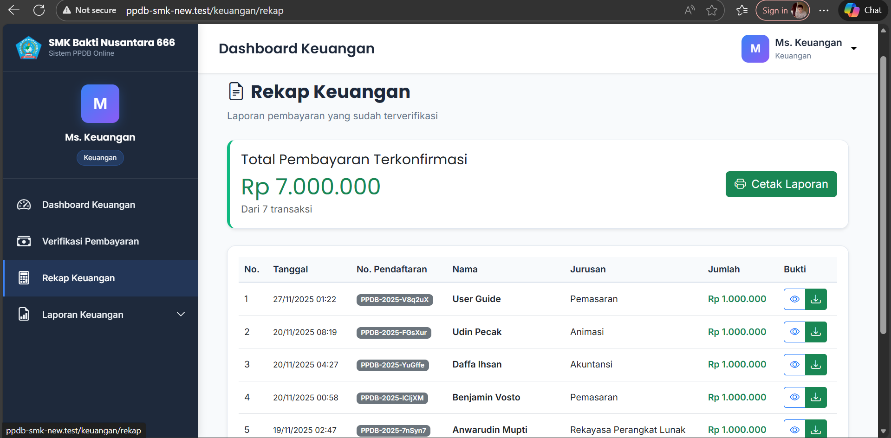 Not secure ppdb-smk-new.test/keuangan/rekap Sign in Chat
SMK Bakti Nusantara 666
Sistem PPDB Online
M
Ms. Keuangan
Keuangan
Dashboard Keuangan
Verifikasi Pembayaran
Rekap Keuangan
Laporan Keuangan
ppdb-smk-new.test/keuangan/rekap
Dashboard Keuangan
M
Ms. Keuangan
Keuangan
Rekap Keuangan
Laporan pembayaran yang sudah terverifikasi
Total Pembayaran Terkonfirmasi
Rp 7.000.000
Dari 7 transaksi
Cetak Laporan
No. Tanggal No. Pendaftaran Nama Jurusan Jumlah Bukti
1 27/11/2025 01:22 PPDB-2025-V8q2uX User Guide Pemasaran Rp 1.000.000
2 20/11/2025 08:19 PPDB-2025-FGsXur Udin Pecak Animasi Rp 1.000.000
3 20/11/2025 04:27 PPDB-2025-YuGffe Daffa Ihsan Akuntansi Rp 1.000.000
4 20/11/2025 00:58 PPDB-2025-ICijXM Benjamin Vosto Pemasaran Rp 1.000.000
5 19/11/2025 02:47 PPDB-2025-7nSyn7 Anwarudin Mupti Rekayasa Perangkat Lunak Rp 1.000.000